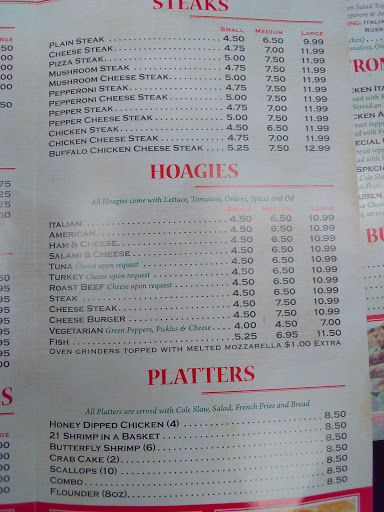 STEAKS
SMALL MEDIUM LARGE
PLAIN STEAK 4.50 6.50 9.99
CHEESE STEAK 4.75 7.00 11.99
PIZZA STEAK 5.00 7.50 11.99
MUSHROOM STEAK 4.75 7.00 11.99
MUSHROOM CHEESE STEAK 5.00 7.50 11.99
PEPPERONI STEAK 4.75 7.00 11.99
PEPPERONI CHEESE STEAK 5.00 7.50 11.99
PEPPER STEAK 4.75 7.00 11.99
PEPPER CHEESE STEAK 5.00 7.50 11.99
CHICKEN STEAK 4.50 6.50 11.99
CHICKEN CHEESE STEAK 4.75 7.00 11.99
BUFFALO CHICKEN CHEESE STEAK 5.25 7.50 12.99
HOAGIES
All Hoagies come with Lettuce, Tomatoes, Onions, Spices and Oil
SMALL MEDIUM LARGE
ITALIAN 4.50 6.50 10.99
AMERICAN 4.50 6.50 10.99
HAM & CHEESE 4.50 6.50 10.99
SALAMI & CHEESE 4.50 6.50 10.99
TUNA Cheese upon request 4.50 6.50 10.99
TURKEY Cheese upon request 4.50 6.50 10.99
ROAST BEEF Cheese upon request 4.50 6.50 10.99
STEAK 4.50 6.50 10.99
CHEESE STEAK 4.50 7.50 10.99
CHEESE BURGER 4.50 7.50 10.99
VEGETARIAN Green Peppers, Pickles & Cheese 4.00 4.50 7.00
FISH 5.25 6.95 11.50
OVEN GRINDERS TOPPED WITH MELTED MOZZARELLA $1.00 EXTRA
PLATTERS
All Platters are served with Cole Slaw, Salad, French Fries and Bread
HONEY DIPPED CHICKEN (4) 8.50
21 SHRIMP IN A BASKET 8.50
BUTTERFLY SHRIMP (6) 8.50
CRAB CAKE (2) 8.50
SCALLOPS (10) 8.50
COMBO 8.50
FLOUNDER (8OZ) 8.50